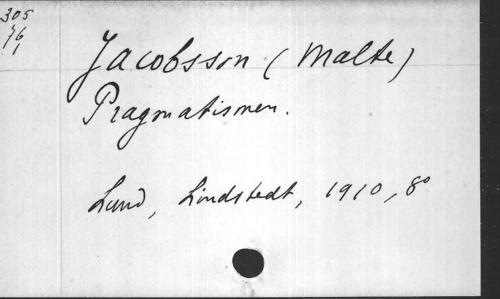 305
76
1
Jacobsson (Malte)
Pragmatismen.
Lund, Lindstedt, 1910, 8°